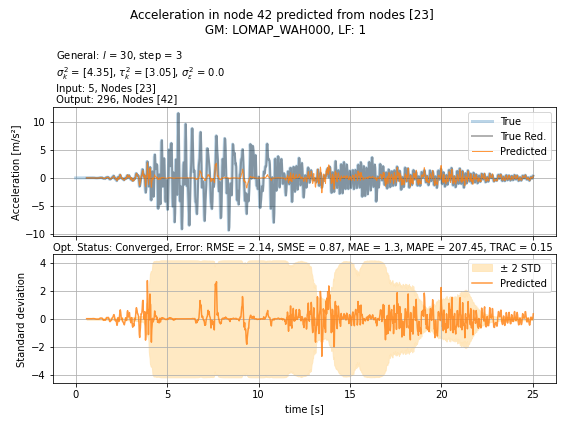 Acceleration in node 42 predicted from nodes [23]
GM: LOMAP_WAH000, LF: 1
General: l = 30, step = 3
σ²ₖ = [4.35], τ²ₖ = [3.05], σ²ε = 0.0
Input: 5, Nodes [23]
Output: 296, Nodes [42]
Acceleration [m/s²]
10
5
0
−5
−10
True
True Red.
Predicted
Opt. Status: Converged, Error: RMSE = 2.14, SMSE = 0.87, MAE = 1.3, MAPE = 207.45, TRAC = 0.15
Standard deviation
4
2
0
−2
−4
± 2 STD
Predicted
0 5 10 15 20 25
time [s]